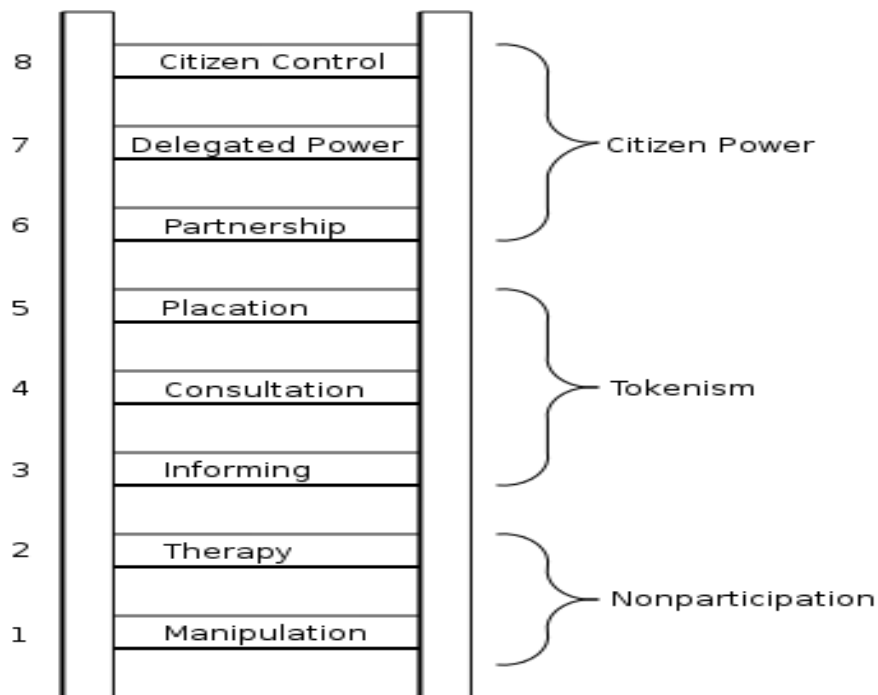 8 Citizen Control
7 Delegated Power
Citizen Power
6 Partnership
5 Placation
4 Consultation
Tokenism
3 Informing
2 Therapy
Nonparticipation
1 Manipulation